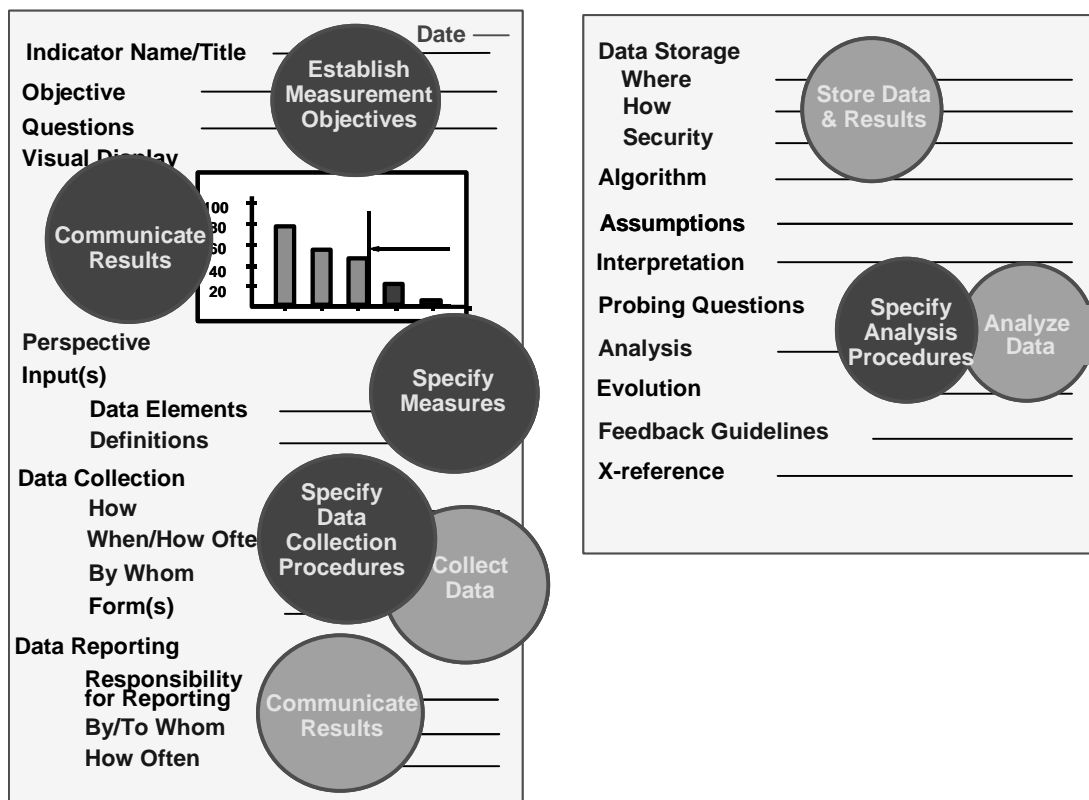 Date
Indicator Name/Title
Establish
Measurement
Objectives
Objective
Questions
Visual Display
Communicate
Results
100
80
60
40
20
Perspective
Input(s)
Specify
Measures
Data Elements
Definitions
Data Collection
Specify
Data
Collection
Procedures
How
When/How Ofte
By Whom
Form(s)
Collect
Data
Data Reporting
Responsibility
for Reporting
By/To Whom
How Often
Communicate
Results
Data Storage
Where
How
Security
Store Data
& Results
Algorithm
Assumptions
Interpretation
Probing Questions
Analysis
Evolution
Specify
Analysis
Procedures
Analyze
Data
Feedback Guidelines
X-reference